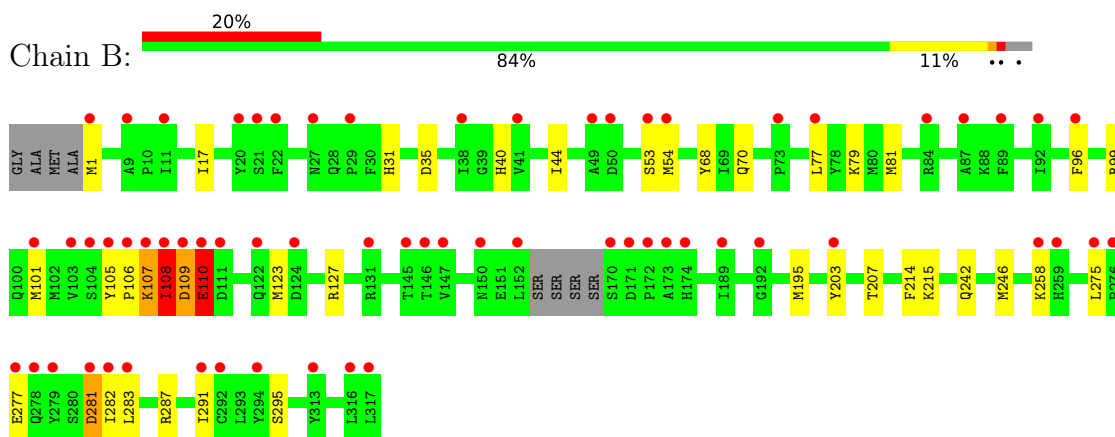 20%
Chain B:
84% 11% •• •
GLY ALA MET ALA M1 A9 P10 I11 I17 Y20 S21 F22 N27 Q28 P29 F30 H31 D35 I38 G39 H40 V41 I44 A49 D50 S53 M54 Y68 I69 Q70 P73 L77 Y78 K79 M80 M81 R84 A87 K88 F89 I92 F96 R99
Q100 M101 M102 V103 S104 Y105 P106 K107 I108 D109 E110 D111 Q122 M123 D124 R127 R131 T145 T146 V147 N150 E151 L152 SER SER SER SER S170 D171 P172 A173 H174 I189 G192 M195 Y203 T207 F214 K215 Q242 M246 K258 H259 L275
E277 Q278 Y279 S280 D281 I282 L283 R287 I291 C292 L293 Y294 S295 Y313 L316 L317